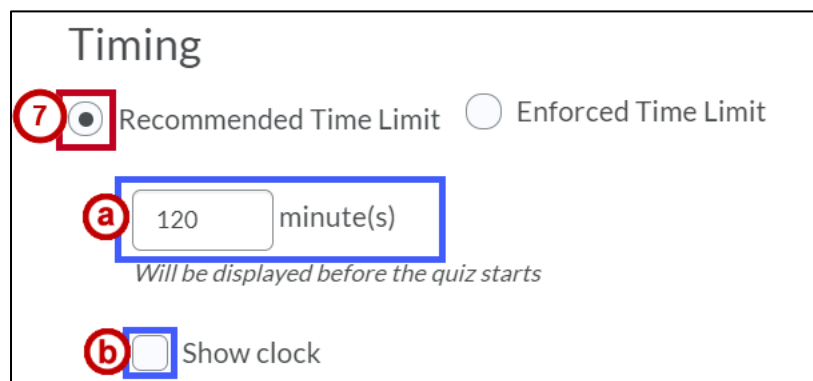 Timing
7 Recommended Time Limit Enforced Time Limit
a 120 minute(s)
Will be displayed before the quiz starts
b Show clock